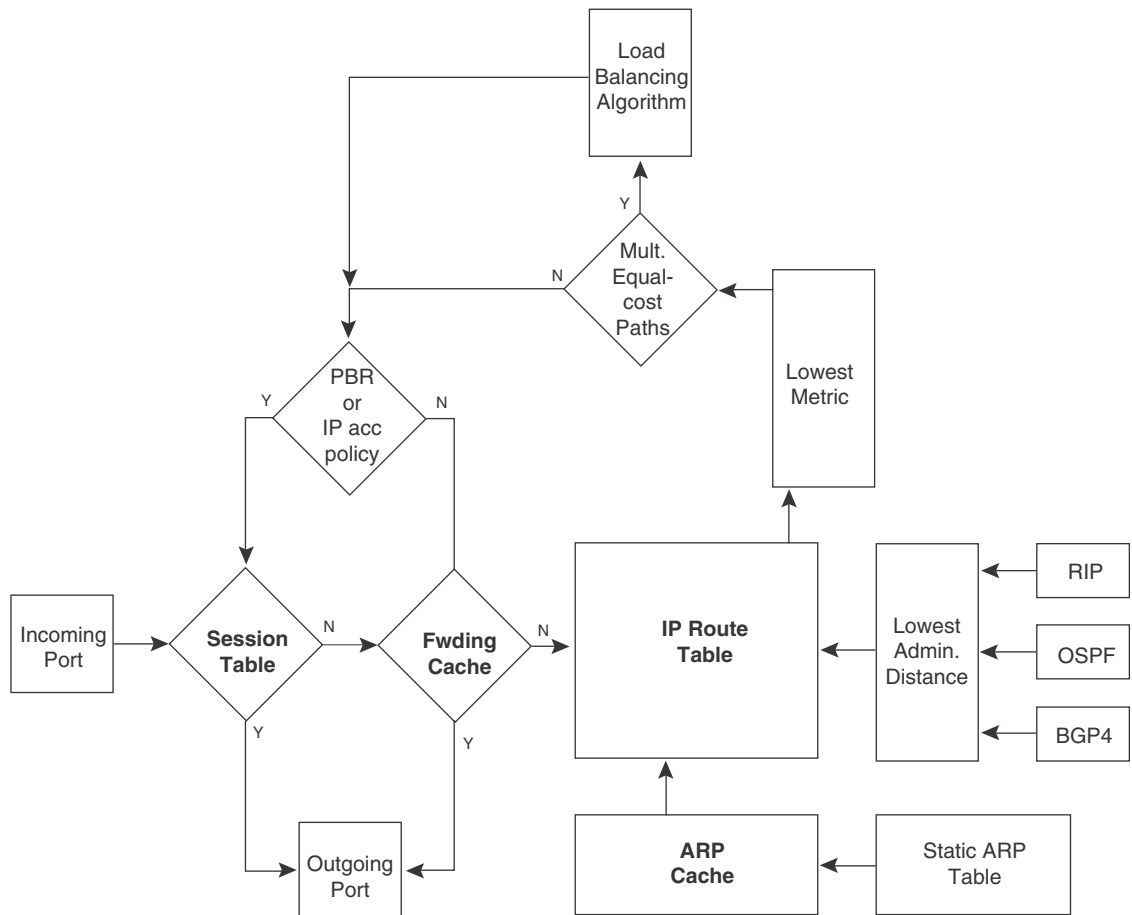 Load
Balancing
Algorithm
Y
N
Mult.
Equal-
cost
Paths
Lowest
Metric
Y
PBR
or
IP acc
policy
N
Incoming
Port
Session
Table
N
Y
Fwding
Cache
N
Y
IP Route
Table
Lowest
Admin.
Distance
RIP
OSPF
BGP4
Outgoing
Port
ARP
Cache
Static ARP
Table